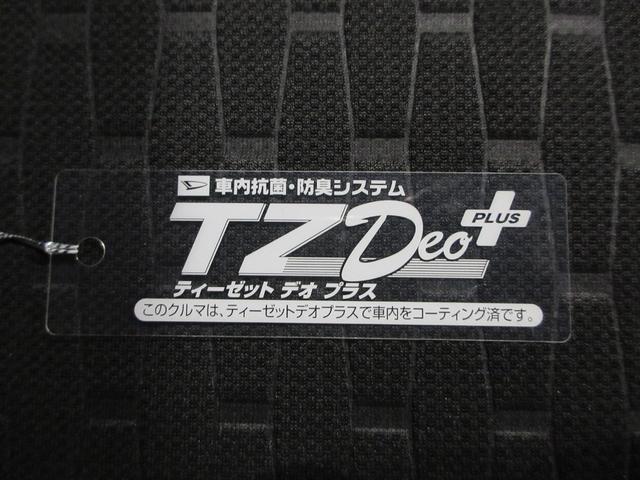 車内抗菌・防臭システム
TZDeo PLUS
ティーゼット デオ プラス
このクルマは、ティーゼットデオプラスで車内をコーティング済です。